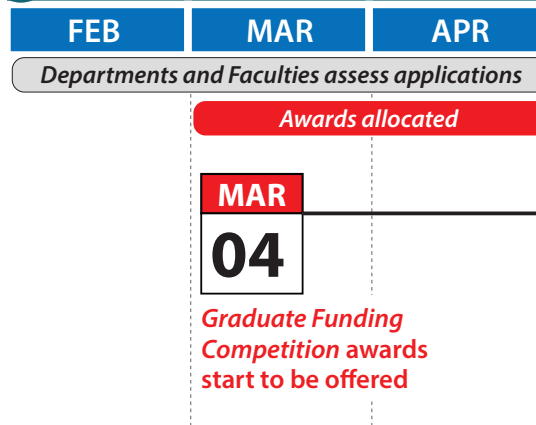 FEB MAR APR
Departments and Faculties assess applications
Awards allocated
MAR
04
Graduate Funding
Competition awards
start to be offered